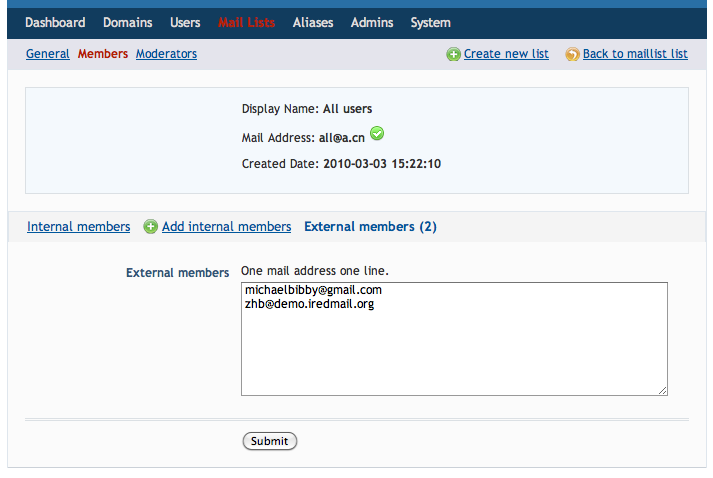 Dashboard Domains Users Mail Lists Aliases Admins System
General Members Moderators Create new list Back to maillist list
Display Name: All users
Mail Address: all@a.cn
Created Date: 2010-03-03 15:22:10
Internal members Add internal members External members (2)
External members One mail address one line.
michaelbibby@gmail.com
zhb@demo.iredmail.org
Submit